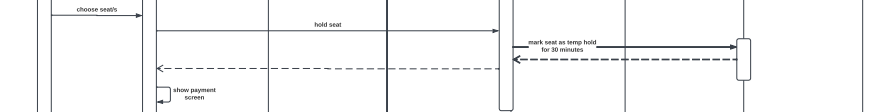 choose seat/s
hold seat
mark seat as temp hold
for 30 minutes
show payment
screen